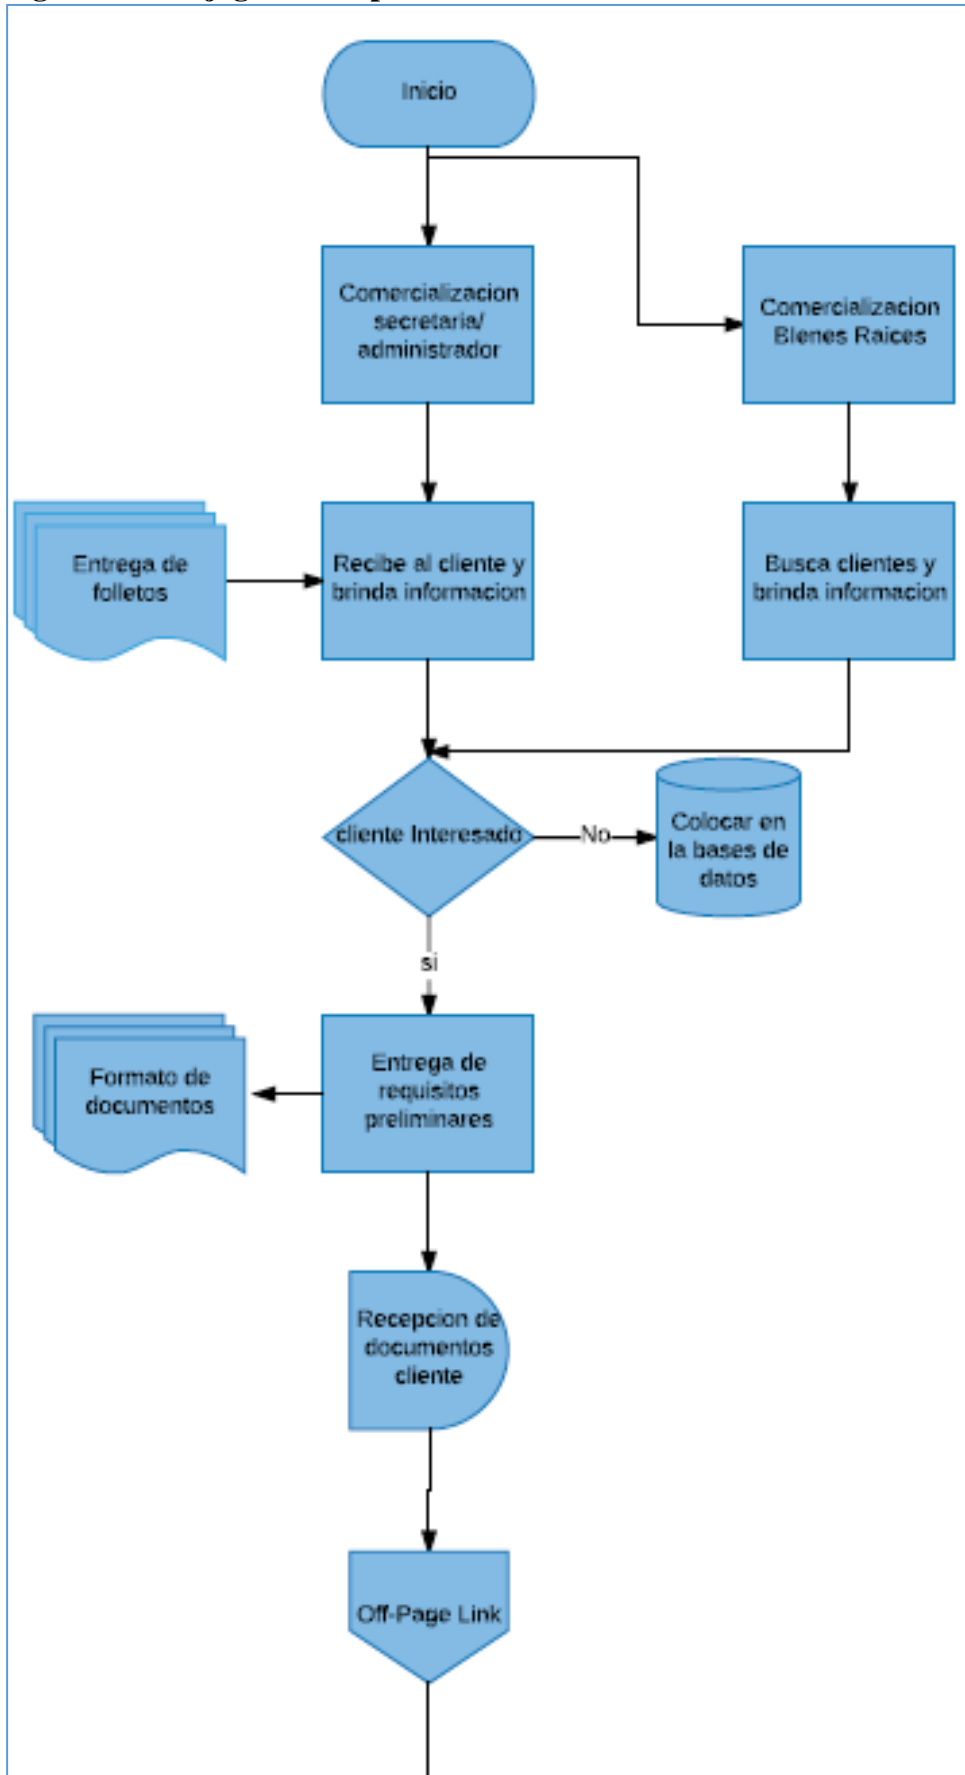 Inicio
Comercializacion
secretaria/
administrador
Comercializacion
BIenes Raices
Entrega de
folletos
Recibe al cliente y
brinda informacion
Busca clientes y
brinda informacion
cliente Interesado
No
Colocar en
la bases de
datos
si
Entrega de
requisitos
preliminares
Formato de
documentos
Recepcion de
documentos
cliente
Off-Page Link